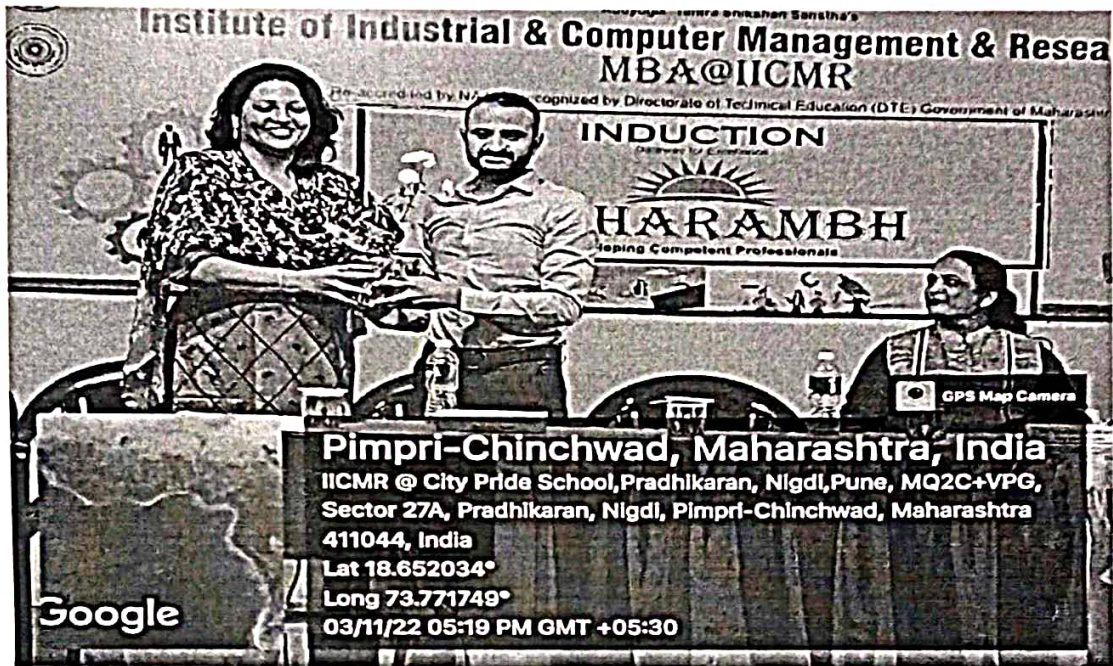 Institute of Industrial & Computer Management & Resea
MBA@IICMR
by Directorate of Technical Education (DTE) Government of Maharashtra
INDUCTION
HARAMBH
loping Competent Professionals
GPS Map Camera
Pimpri-Chinchwad, Maharashtra, India
IICMR @ City Pride School,Pradhikaran, Nigdi,Pune, MQ2C+VPG,
Sector 27A, Pradhikaran, Nigdi, Pimpri-Chinchwad, Maharashtra
411044, India
Lat 18.652034°
Long 73.771749°
03/11/22 05:19 PM GMT +05:30
Google